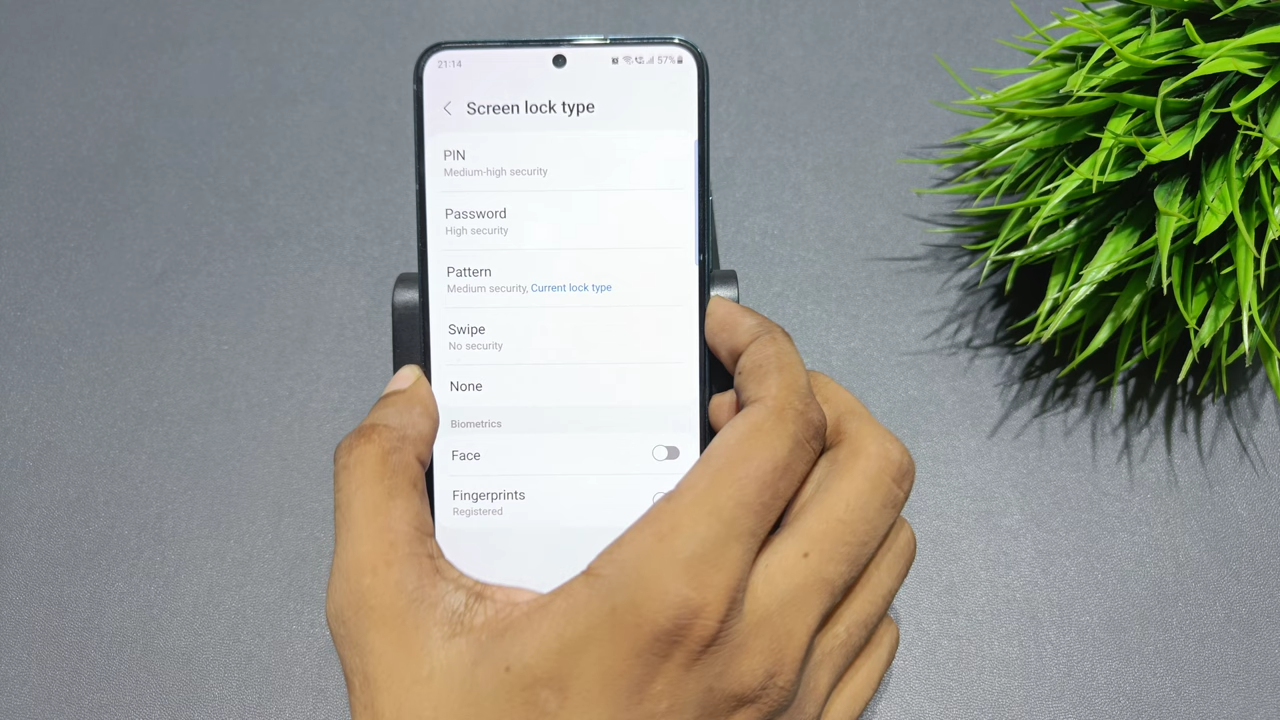 21:14
57%
Screen lock type
PIN
Medium-high security
Password
High security
Pattern
Medium security, Current lock type
Swipe
No security
None
Biometrics
Face
Fingerprints
Registered